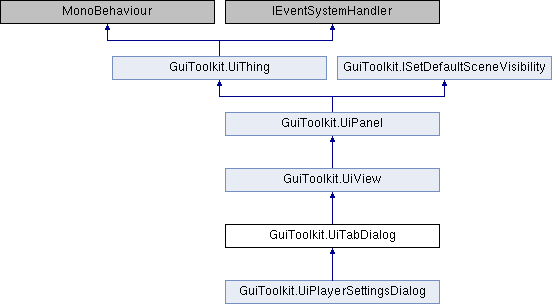 MonoBehaviour
IEventSystemHandler
GuiToolkit.UiThing
GuiToolkit.ISetDefaultSceneVisibility
GuiToolkit.UiPanel
GuiToolkit.UiView
GuiToolkit.UiTabDialog
GuiToolkit.UiPlayerSettingsDialog